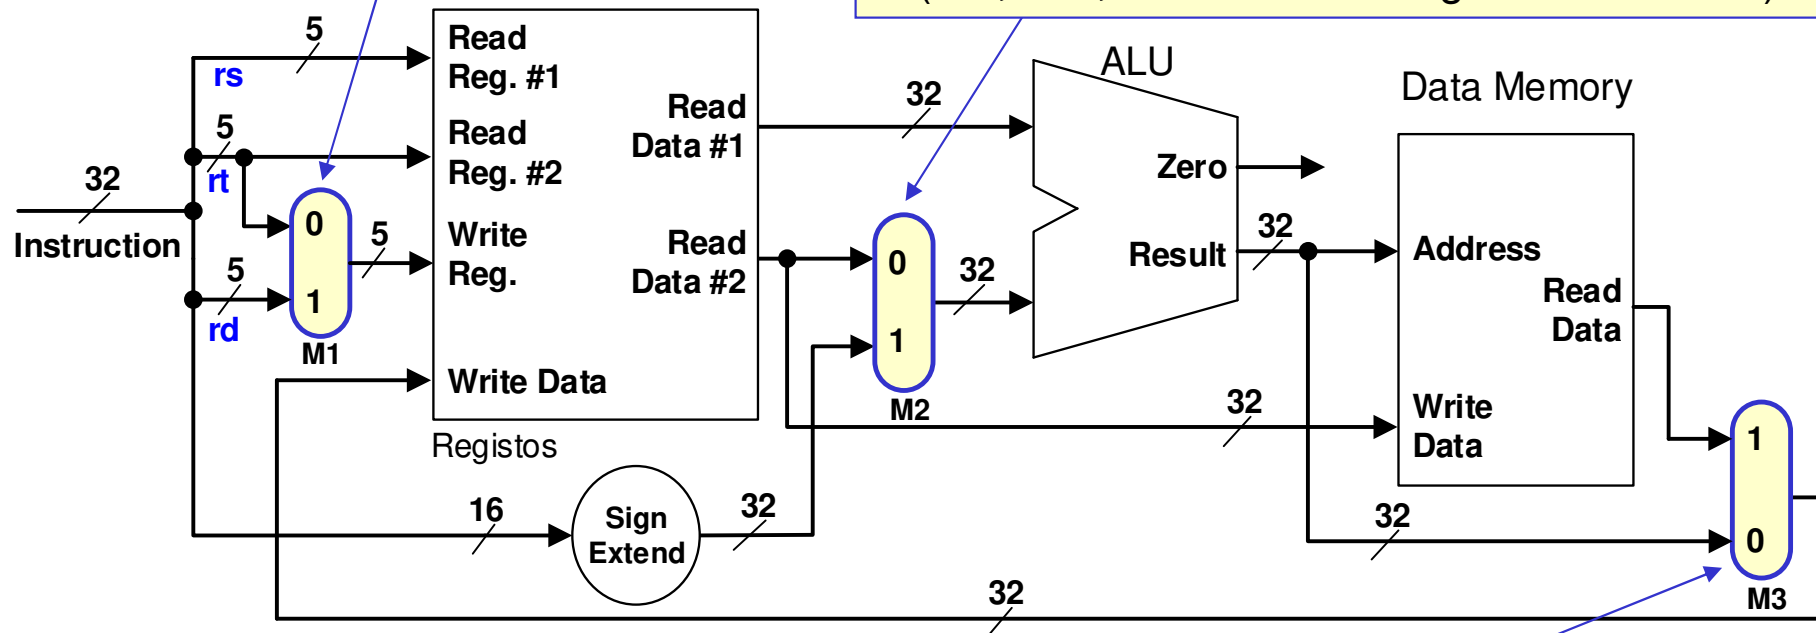 5
Read
Reg. #1
rs
ALU
Data Memory
Read
Data #1
32
5
Read
Reg. #2
rt
Zero
32
Instruction
0
1
M1
5
Write
Reg.
5
rd
Read
Data #2
0
1
M2
32
Result
32
Address
Read
Data
Write Data
Registos
32
Write
Data
1
0
M3
16
Sign
Extend
32
32
32